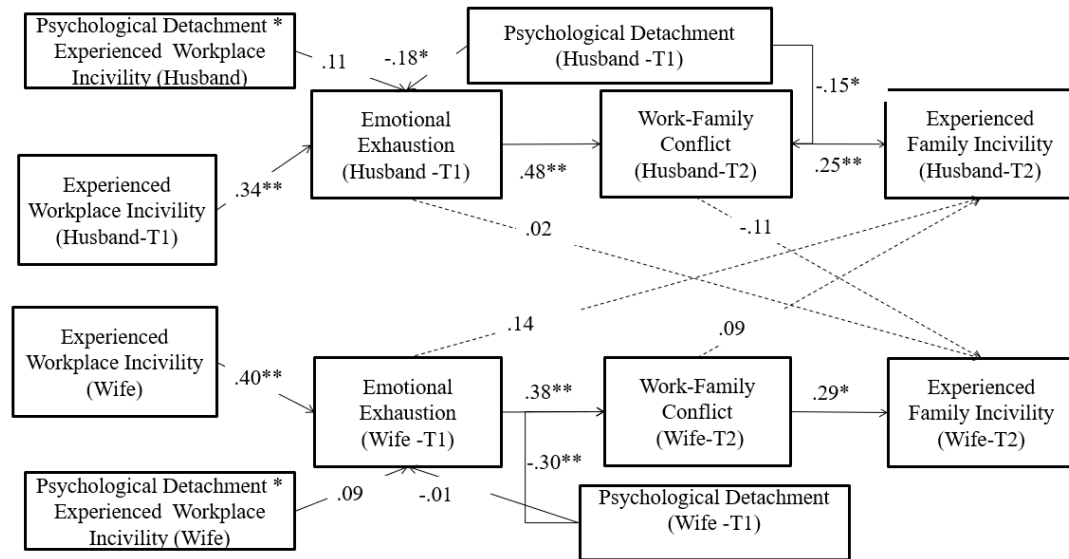 Psychological Detachment *
Experienced Workplace
Incivility (Husband)
.11
-.18*
Psychological Detachment
(Husband -T1)
-.15*
Emotional
Exhaustion
(Husband -T1)
.48**
Work-Family
Conflict
(Husband-T2)
.25**
Experienced
Family Incivility
(Husband-T2)
Experienced
Workplace Incivility
(Husband-T1)
.34**
.02
-.11
Experienced
Workplace Incivility
(Wife)
.40**
.14
.09
Emotional
Exhaustion
(Wife -T1)
.38**
Work-Family
Conflict
(Wife-T2)
.29*
Experienced
Family Incivility
(Wife-T2)
-.30**
Psychological Detachment *
Experienced Workplace
Incivility (Wife)
.09
-.01
Psychological Detachment
(Wife -T1)